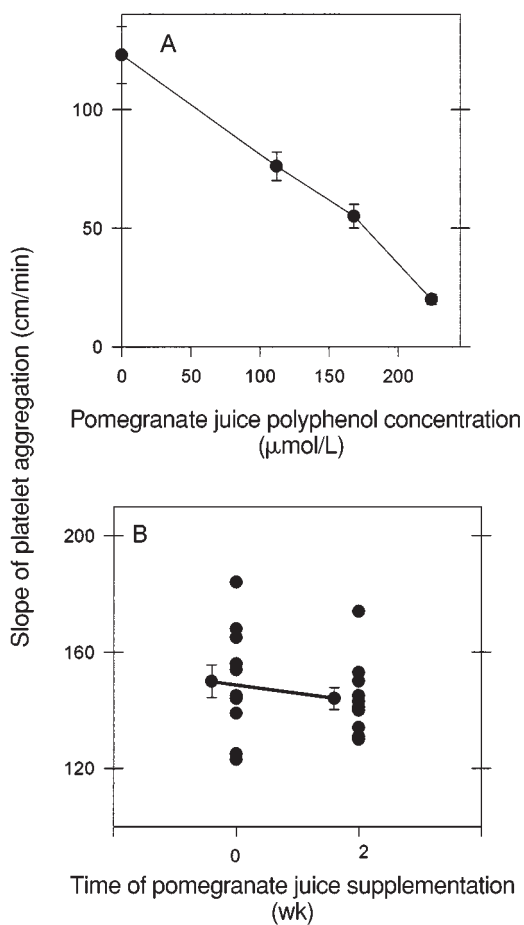 A
100
50
0
0 50 100 150 200
Pomegranate juice polyphenol concentration
(μmol/L)
Slope of platelet aggregation (cm/min)
B
200
160
120
0 2
Time of pomegranate juice supplementation
(wk)